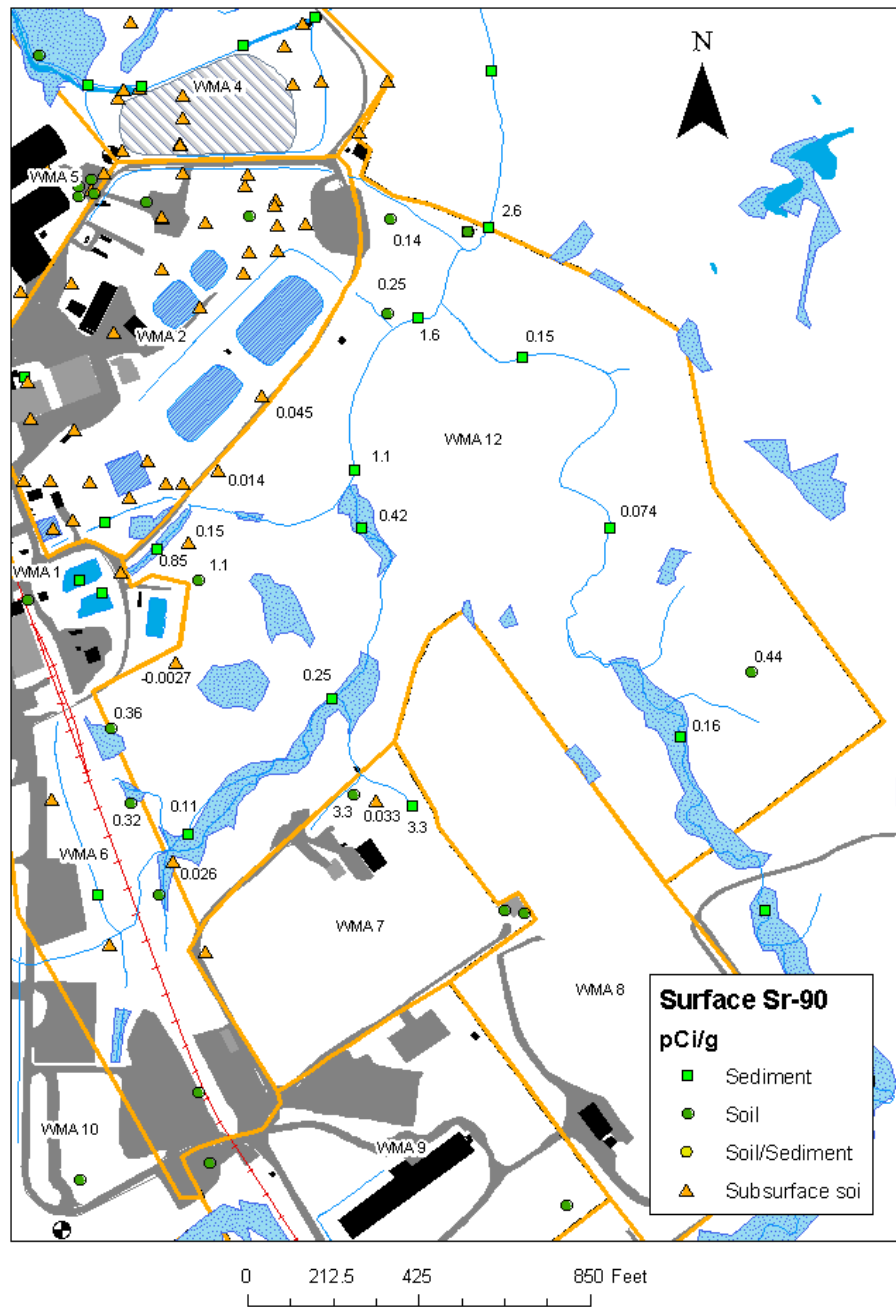 WMA 4
N
WMA 5
2.6
0.14
0.25
1.6
WMA 2
0.15
0.045
WMA 12
1.1
0.014
0.42
0.074
0.15
0.85
1.1
WMA 1
-0.0027
0.44
0.25
0.36
0.16
0.11
0.32
3.3
0.033
3.3
WMA 6
0.026
WMA 7
WMA 8
WMA 10
WMA 9
Surface Sr-90
pCi/g
Sediment
Soil
Soil/Sediment
Subsurface soi
0 212.5 425 850 Feet